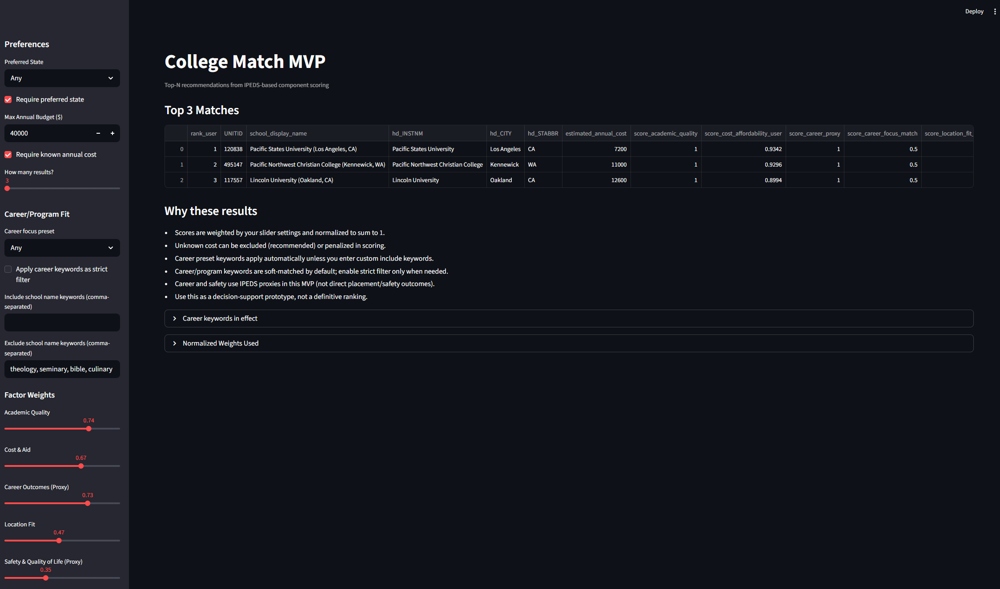 Deploy
Preferences
Preferred State
Any
Require preferred state
Max Annual Budget ($)
40000
Require known annual cost
How many results?
3
Career/Program Fit
Career focus preset
Any
Apply career keywords as strict
filter
Include school name keywords (comma-
separated)
Exclude school name keywords (comma-
separated)
theology, seminary, bible, culinary
Factor Weights
Academic Quality
0.74
Cost & Aid
0.67
Career Outcomes (Proxy)
0.73
Location Fit
0.47
Safety & Quality of Life (Proxy)
0.35
College Match MVP
Top-N recommendations from IPEDS-based component scoring
Top 3 Matches
rank_user UNITID school_display_name hd_INSTNM hd_CITY hd_STABBR estimated_annual_cost score_academic_quality score_cost_affordability_user score_career_proxy score_career_focus_match score_location_fit_
0 1 120838 Pacific States University (Los Angeles, CA) Pacific States University Los Angeles CA 7200 1 0.9342 1 0.5
1 2 495147 Pacific Northwest Christian College (Kennewick, WA) Pacific Northwest Christian College Kennewick WA 11000 1 0.9296 1 0.5
2 3 117557 Lincoln University (Oakland, CA) Lincoln University Oakland CA 12600 1 0.8994 1 0.5
Why these results
• Scores are weighted by your slider settings and normalized to sum to 1.
• Unknown cost can be excluded (recommended) or penalized in scoring.
• Career preset keywords apply automatically unless you enter custom include keywords.
• Career/program keywords are soft-matched by default; enable strict filter only when needed.
• Career and safety use IPEDS proxies in this MVP (not direct placement/safety outcomes).
• Use this as a decision-support prototype, not a definitive ranking.
Career keywords in effect
Normalized Weights Used